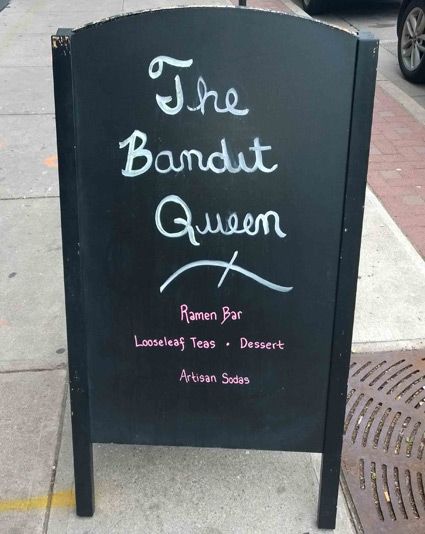 The
Bandit
Queen
Ramen Bar
Looseleaf Teas • Dessert
Artisan Sodas